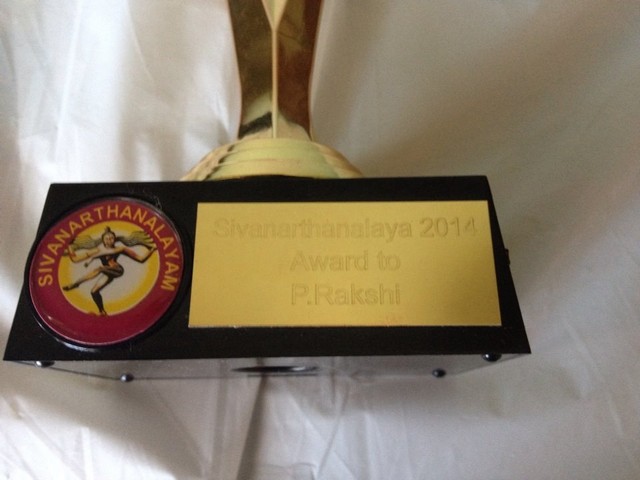 SIVANARTHANALAYAM
Sivanarthanalaya 2014
Award to
P.Rakshi